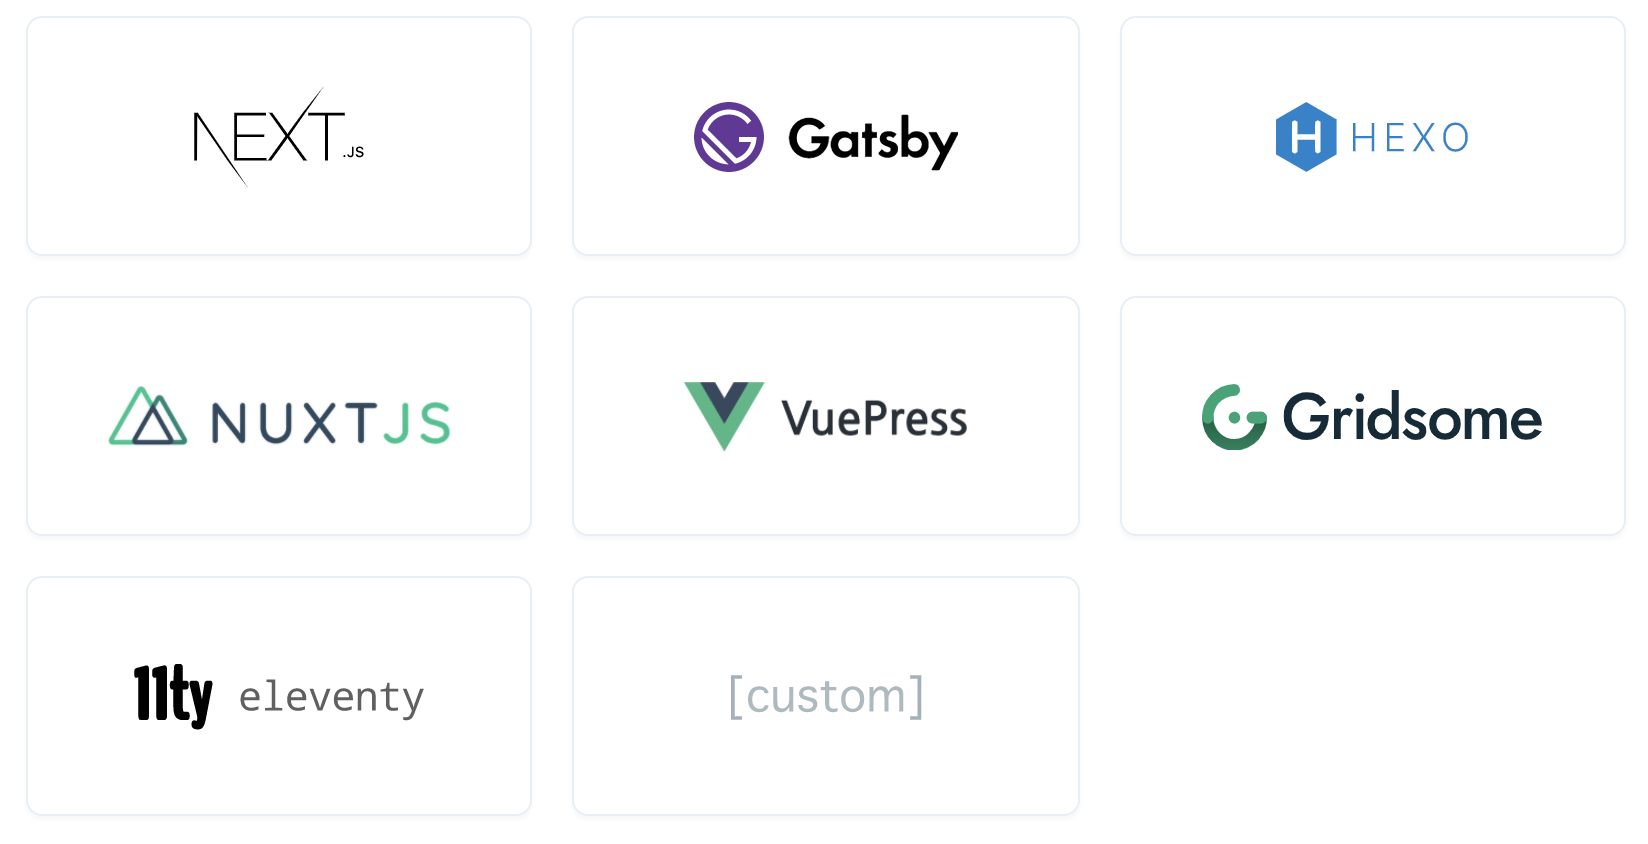 NEXT.JS
Gatsby
HEXO
NUXTJS
VuePress
Gridsome
11ty eleventy
[custom]